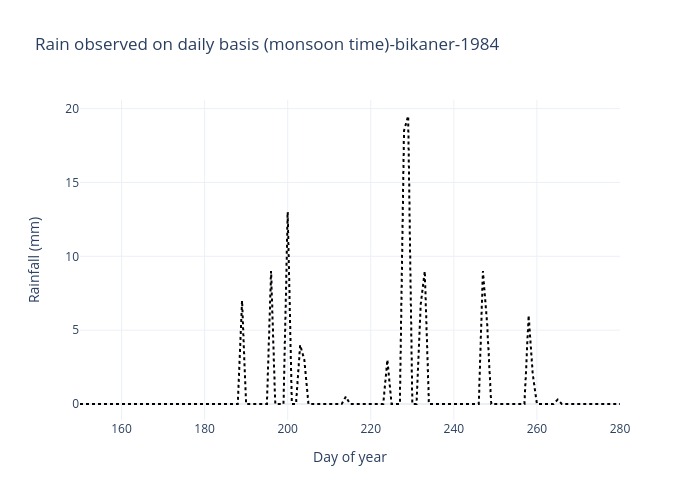 Rain observed on daily basis (monsoon time)-bikaner-1984
20
15
10
5
0
Rainfall (mm)
160 180 200 220 240 260 280
Day of year